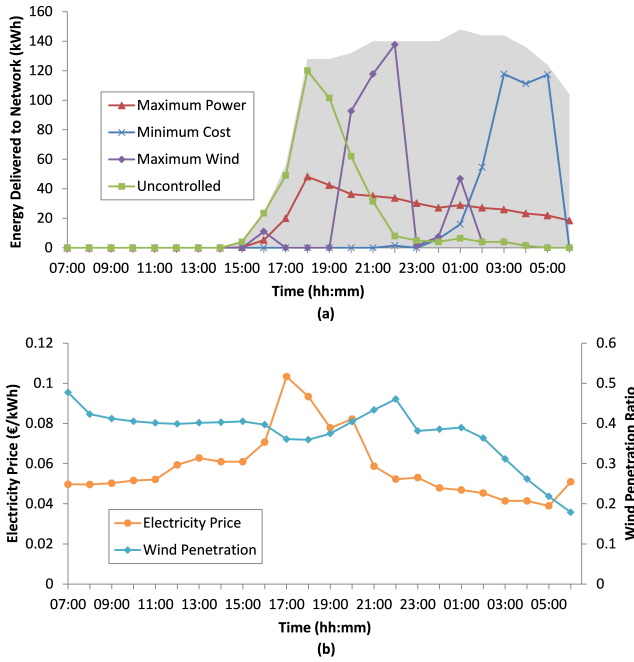 160
140
120
100
80
60
40
20
0
Energy Delivered to Network (kWh)
Maximum Power
Minimum Cost
Maximum Wind
Uncontrolled
07:00 09:00 11:00 13:00 15:00 17:00 19:00 21:00 23:00 01:00 03:00 05:00
Time (hh:mm)
(a)
0.12
0.1
0.08
0.06
0.04
0.02
0
Electricity Price (€/kWh)
Electricity Price
Wind Penetration
0.6
0.5
0.4
0.3
0.2
0.1
0
Wind Penetration Ratio
07:00 09:00 11:00 13:00 15:00 17:00 19:00 21:00 23:00 01:00 03:00 05:00
Time (hh:mm)
(b)